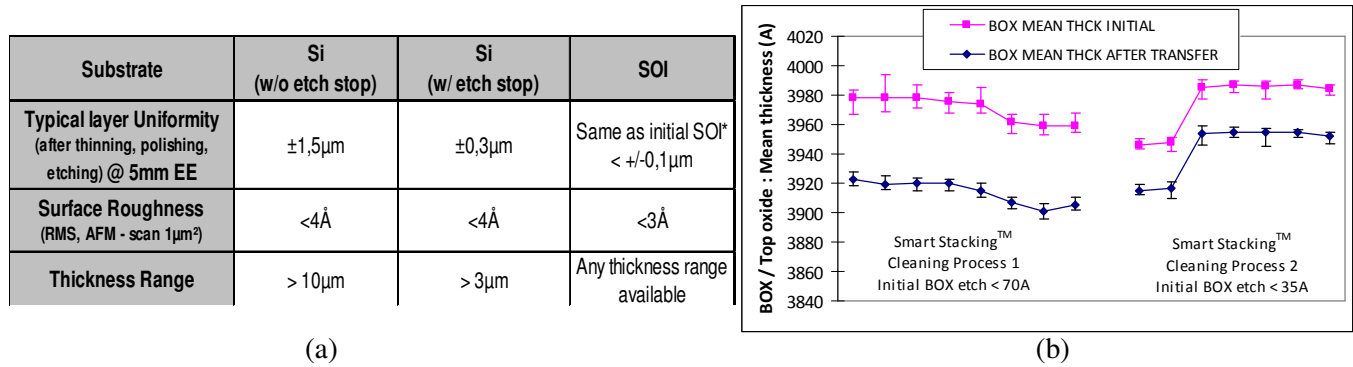 Substrate
Si
(w/o etch stop)
Si
(w/ etch stop)
SOI
Typical layer Uniformity
(after thinning, polishing,
etching) @ 5mm EE
±1,5µm
±0,3µm
Same as initial SOI*
< +/-0,1µm
Surface Roughness
(RMS, AFM - scan 1µm²)
<4Å
<4Å
<3Å
Thickness Range
> 10µm
> 3µm
Any thickness range
available
(a)
BOX MEAN THCK INITIAL
BOX MEAN THCK AFTER TRANSFER
BOX / Top oxide : Mean thickness (A)
4020
4000
3980
3960
3940
3920
3900
3880
3860
3840
Smart Stacking™
Cleaning Process 1
Initial BOX etch < 70A
Smart Stacking™
Cleaning Process 2
Initial BOX etch < 35A
(b)